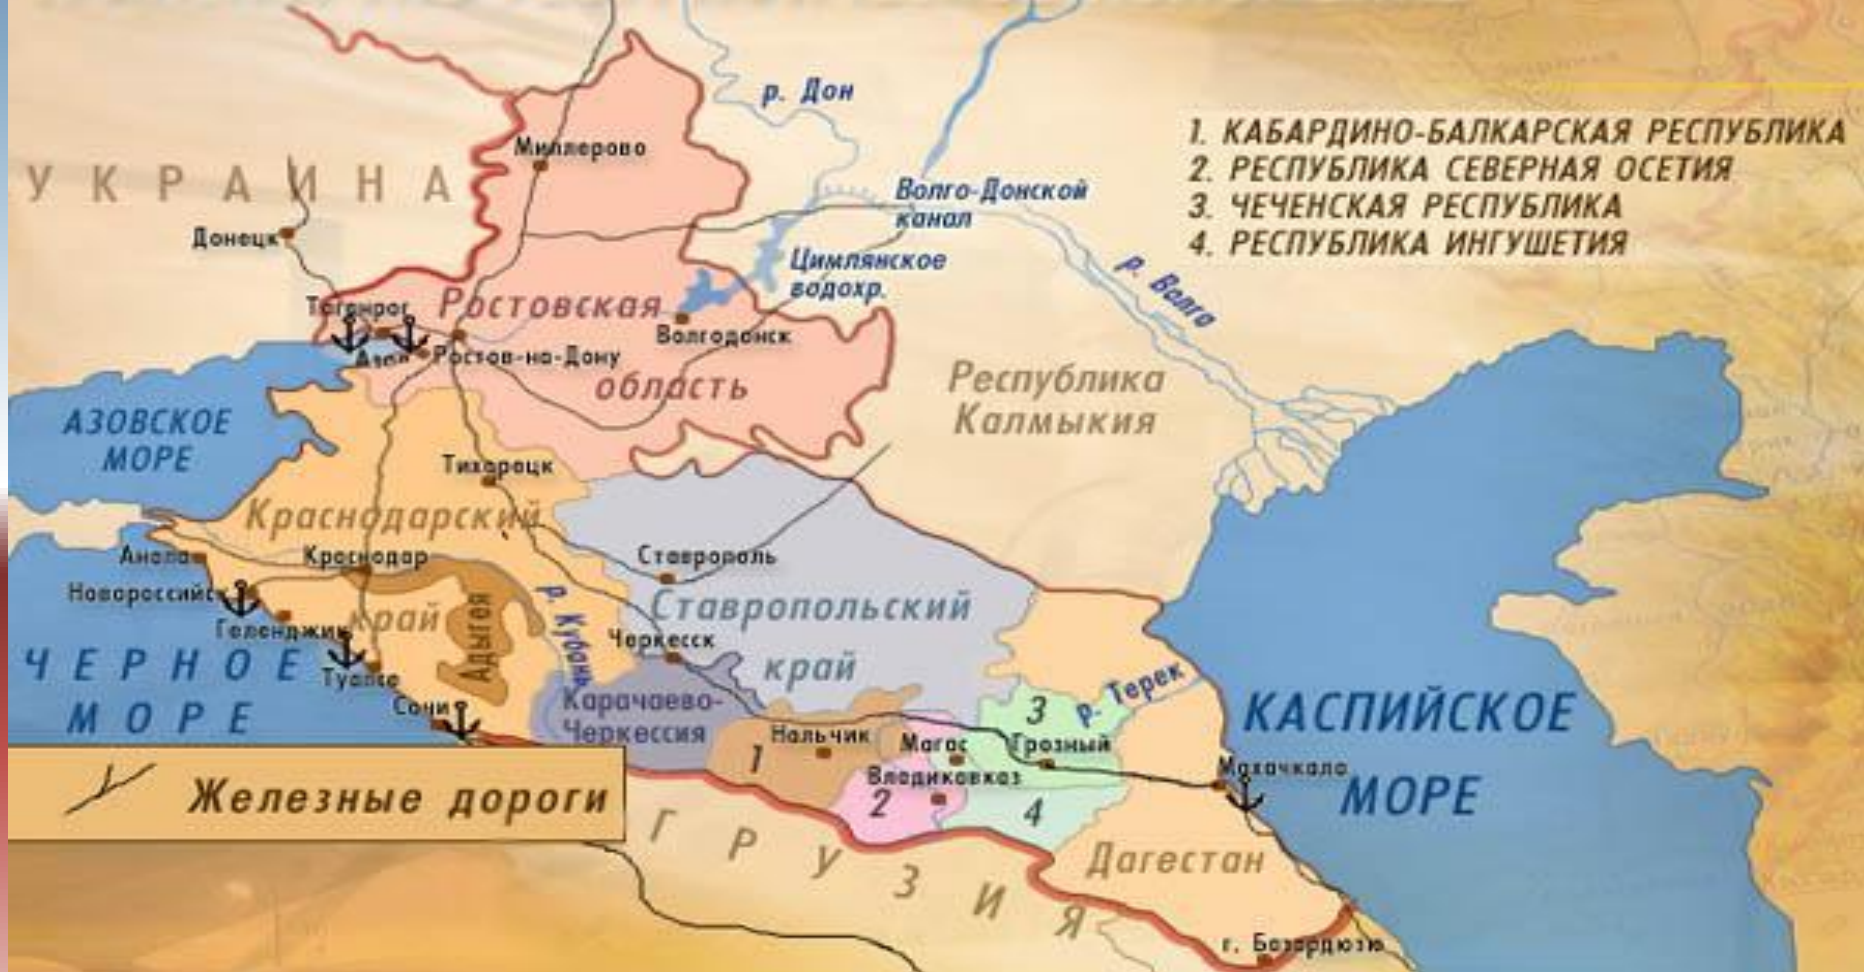 р. Дон
1. КАБАРДИНО-БАЛКАРСКАЯ РЕСПУБЛИКА
2. РЕСПУБЛИКА СЕВЕРНАЯ ОСЕТИЯ
3. ЧЕЧЕНСКАЯ РЕСПУБЛИКА
4. РЕСПУБЛИКА ИНГУШЕТИЯ
Миллерово
УКРАИНА
Волго-Донской
канал
Донецк
Цимлянское
водохр.
р. Волга
Таганрог
Ростовская
область
Волгодонск
Азов
Ростов-на-Дону
Республика
Калмыкия
АЗОВСКОЕ
МОРЕ
Тихорецк
Краснодарский
край
Анапа
Краснодар
Ставрополь
Новороссийск
Адыгея
р. Кубань
Ставропольский
край
Геленджик
Черкесск
ЧЕРНОЕ
МОРЕ
Туапсе
Сочи
Карачаево-
Черкессия
3
р. Терек
КАСПИЙСКОЕ
МОРЕ
1
Нальчик
Магас
Грозный
Владикавказ
2
4
Махачкала
Железные дороги
ГРУЗИЯ
Дагестан
г. Базардюзю